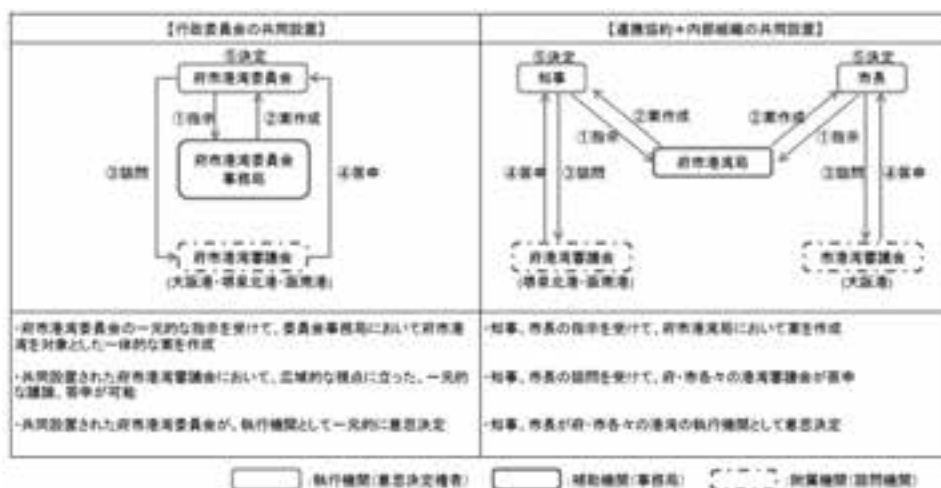 【行政委員会の共同設置】
⑤決定
府市港湾委員会
①指示
②案作成
府市港湾委員会
事務局
③諮問
④答申
府市港湾審議会
(大阪港・堺泉北港・阪南港)
【連携協約+内部組織の共同設置】
⑤決定
知事
⑤決定
市長
②案作成
①指示
②案作成
①指示
府市港湾局
④答申
③諮問
③諮問
④答申
府港湾審議会
(堺泉北港・阪南港)
市港湾審議会
(大阪港)
・府市港湾委員会の一元的な指示を受けて、委員会事務局において府市港
湾を対象とした一体的な案を作成
・共同設置された府市港湾審議会において、広域的な視点に立った、一元的
な議論、答申が可能
・共同設置された府市港湾委員会が、執行機関として一元的に意思決定
・知事、市長の指示を受けて、府市港湾局において案を作成
・知事、市長の諮問を受けて、府・市各々の港湾審議会が答申
・知事、市長が府・市各々の港湾の執行機関として意思決定
:執行機関(意思決定権者)
:補助機関(事務局)
:附属機関(諮問機関)